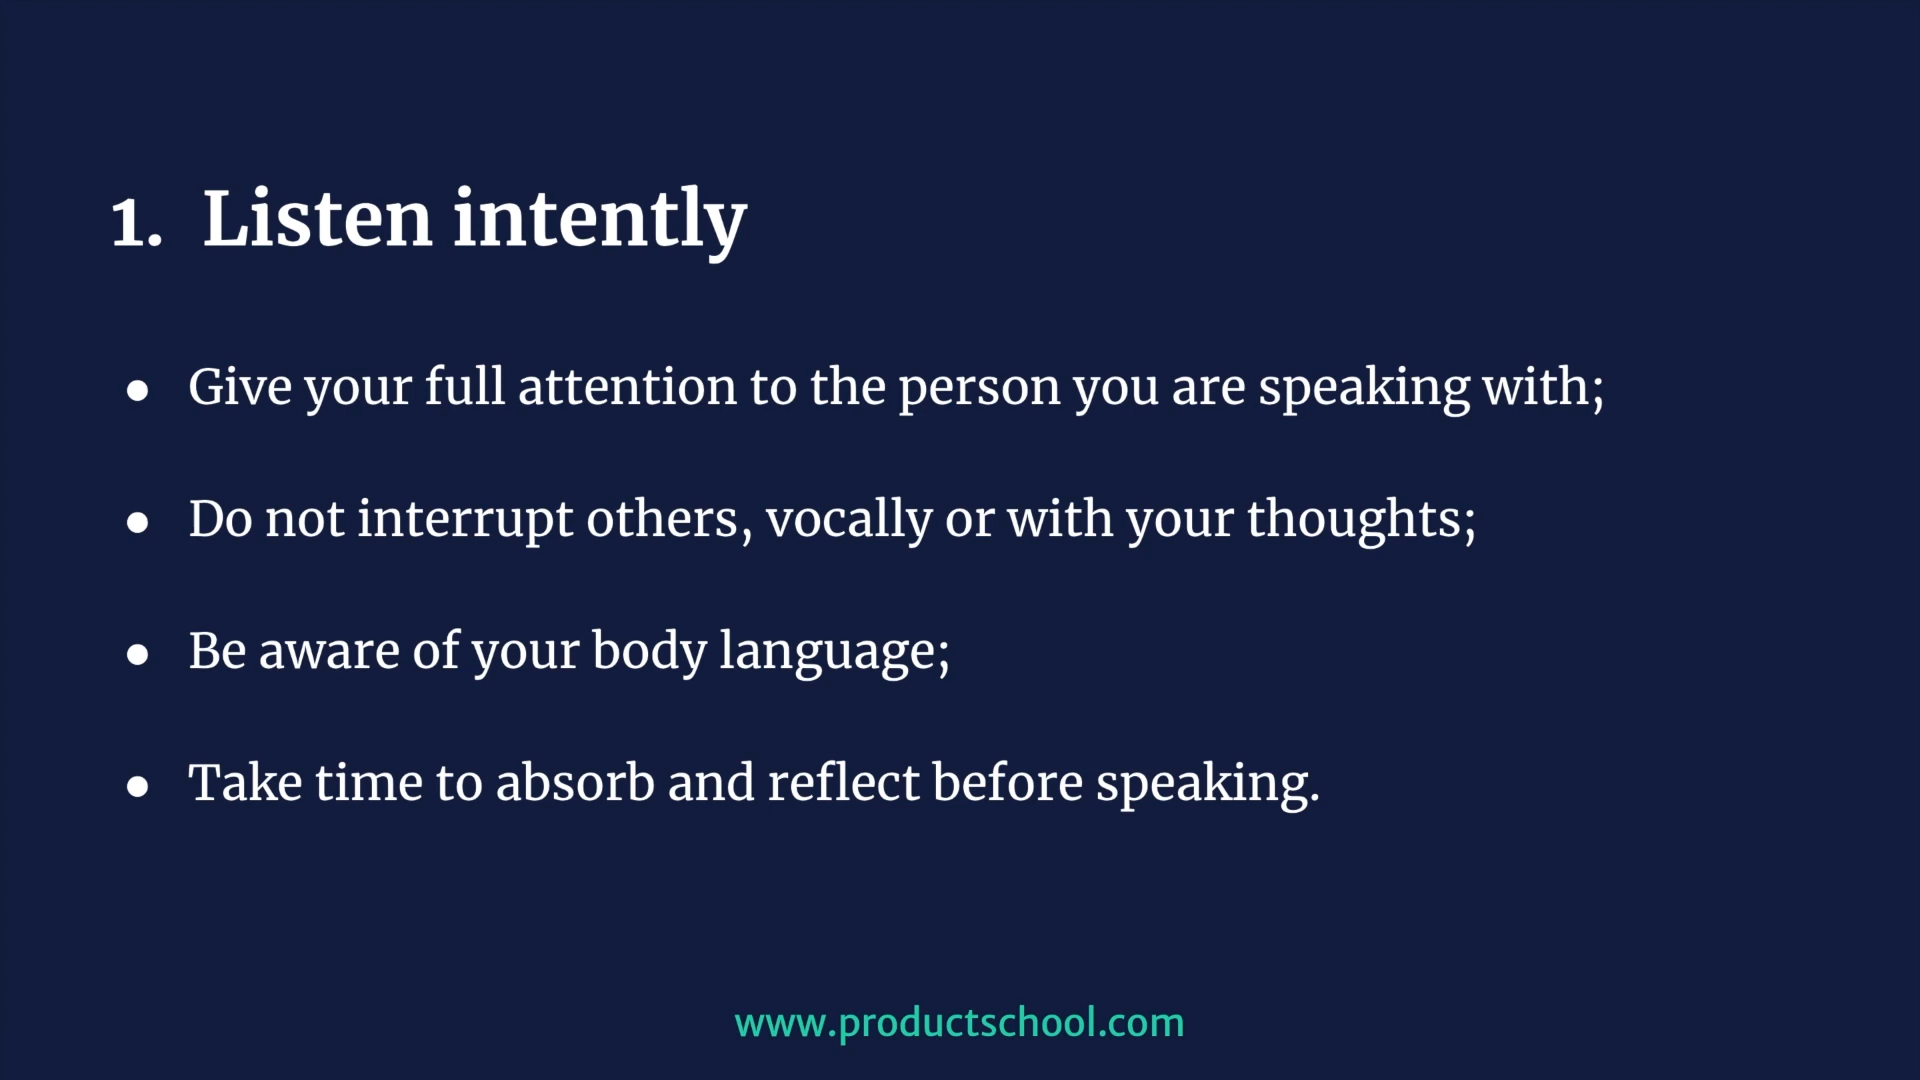 1. Listen intently
● Give your full attention to the person you are speaking with;
● Do not interrupt others, vocally or with your thoughts;
● Be aware of your body language;
● Take time to absorb and reflect before speaking.
www.productschool.com